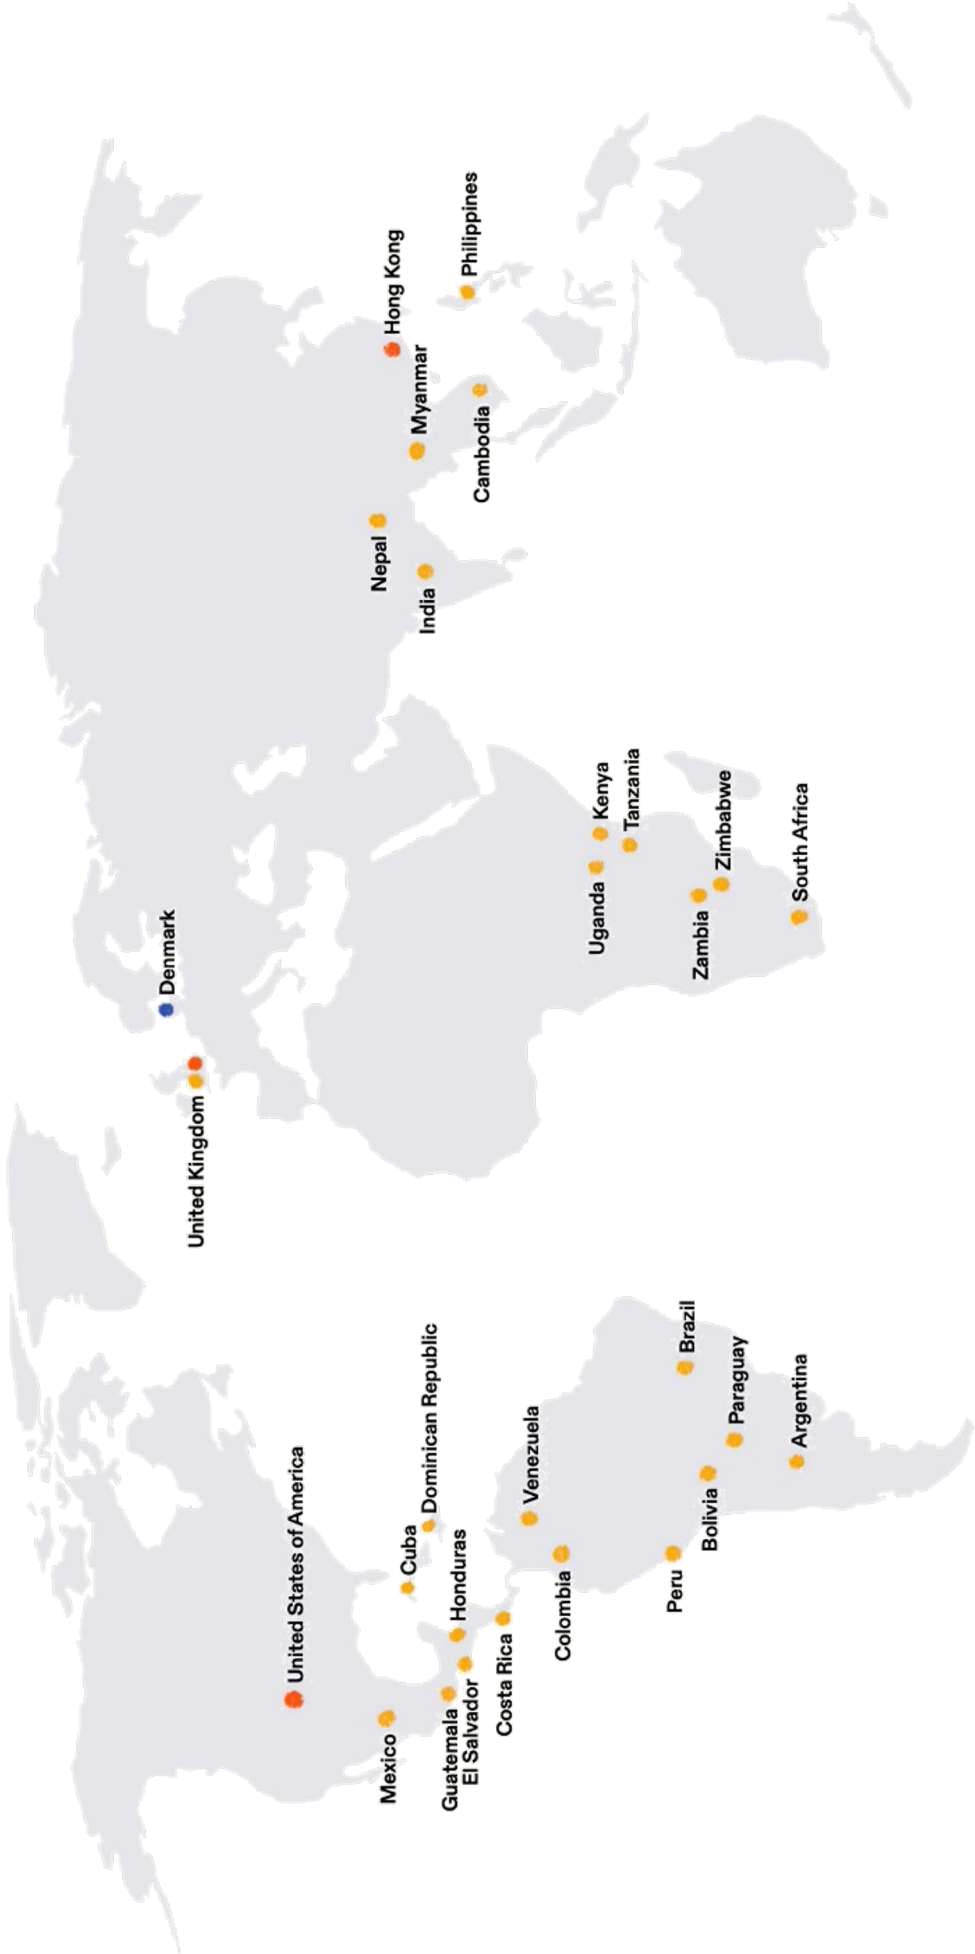 Denmark
United Kingdom
United States of America
Hong Kong
Nepal
Myanmar
Mexico
Cuba
India
Dominican Republic
Philippines
Guatemala
Honduras
El Salvador
Cambodia
Costa Rica
Venezuela
Colombia
Uganda
Kenya
Tanzania
Peru
Brazil
Zambia
Bolivia
Zimbabwe
Paraguay
Argentina
South Africa